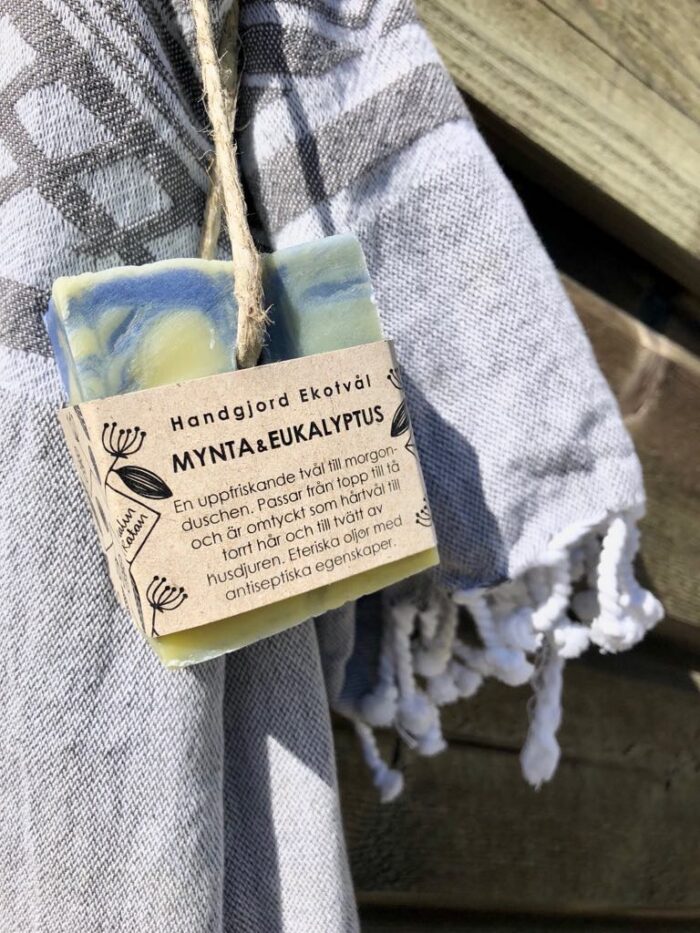 Handgjord Ekotvål
MYNTA & EUKALYPTUS
En uppfriskande tvål till morgon-
duschen. Passar från topp till tå
och är omtyckt som hårtvål till
torrt hår och till tvätt av
husdjuren. Eteriska oljor med
antiseptiska egenskaper.